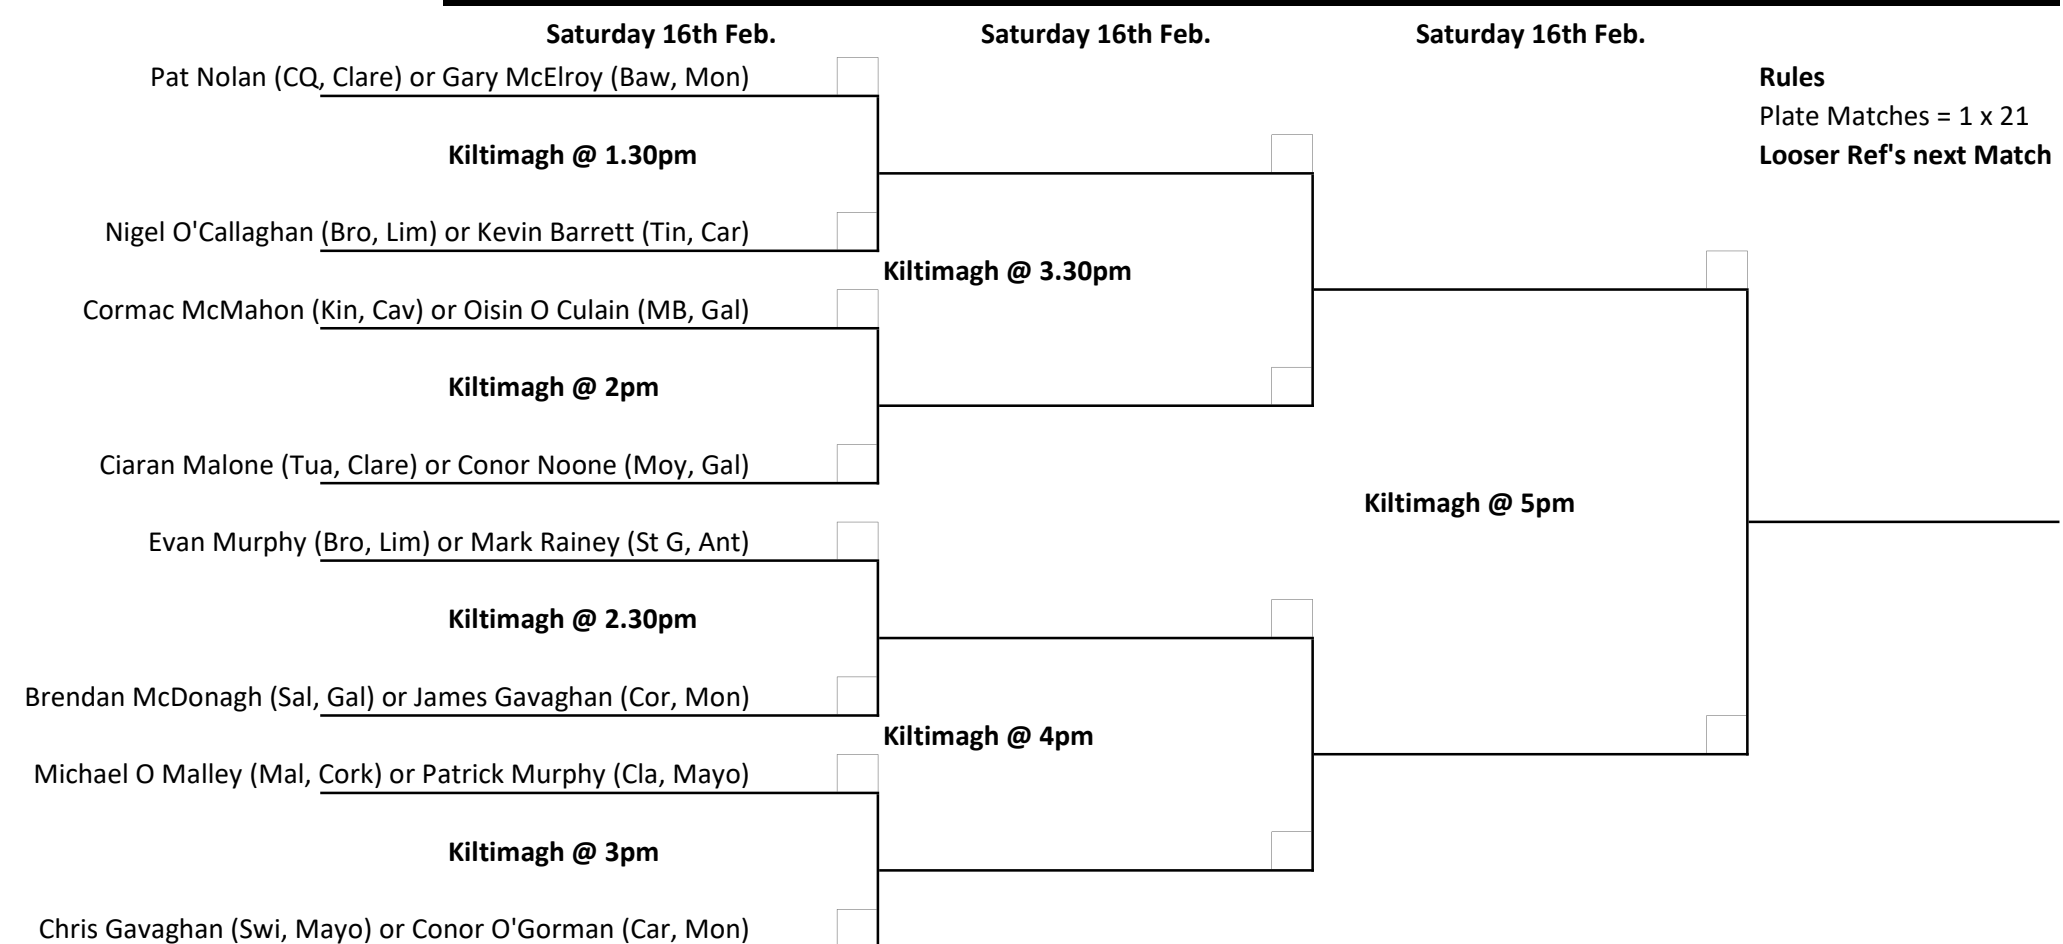 Saturday 16th Feb. Saturday 16th Feb. Saturday 16th Feb.
Pat Nolan (CQ, Clare) or Gary McElroy (Baw, Mon)
Rules
Plate Matches = 1 x 21
Kiltimagh @ 1.30pm
Looser Ref's next Match
Nigel O'Callaghan (Bro, Lim) or Kevin Barrett (Tin, Car)
Kiltimagh @ 3.30pm
Cormac McMahon (Kin, Cav) or Oisin O Culain (MB, Gal)
Kiltimagh @ 2pm
Ciaran Malone (Tua, Clare) or Conor Noone (Moy, Gal)
Kiltimagh @ 5pm
Evan Murphy (Bro, Lim) or Mark Rainey (St G, Ant)
Kiltimagh @ 2.30pm
Brendan McDonagh (Sal, Gal) or James Gavaghan (Cor, Mon)
Kiltimagh @ 4pm
Michael O Malley (Mal, Cork) or Patrick Murphy (Cla, Mayo)
Kiltimagh @ 3pm
Chris Gavaghan (Swi, Mayo) or Conor O'Gorman (Car, Mon)